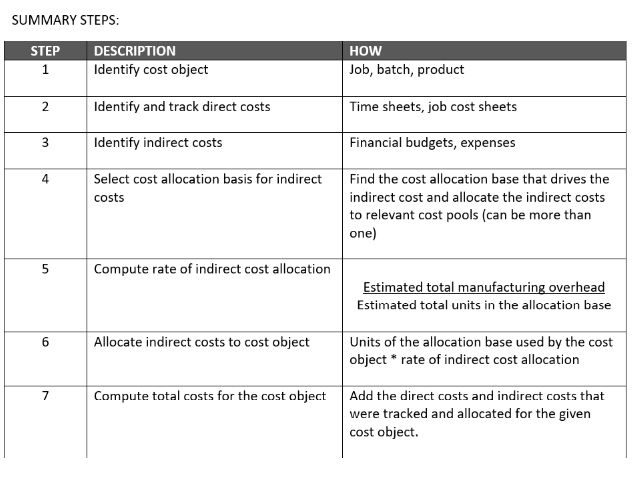 SUMMARY STEPS:
STEP DESCRIPTION HOW
1 Identify cost object Job, batch, product
2 Identify and track direct costs Time sheets, job cost sheets
3 Identify indirect costs Financial budgets, expenses
4 Select cost allocation basis for indirect
costs
Find the cost allocation base that drives the
indirect cost and allocate the indirect costs
to relevant cost pools (can be more than
one)
5 Compute rate of indirect cost allocation
Estimated total manufacturing overhead
Estimated total units in the allocation base
6 Allocate indirect costs to cost object
Units of the allocation base used by the cost
object * rate of indirect cost allocation
7 Compute total costs for the cost object
Add the direct costs and indirect costs that
were tracked and allocated for the given
cost object.